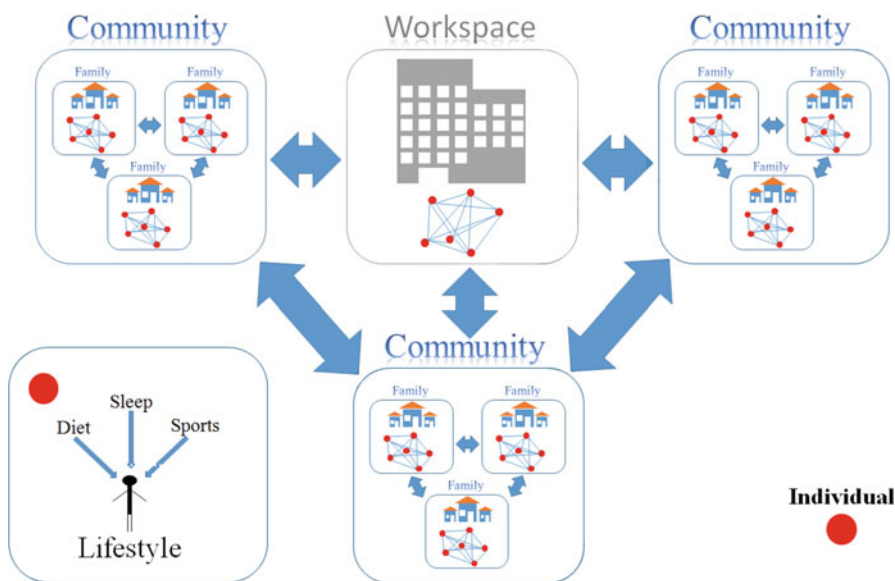 Community
Workspace
Community
Family
Family
Family
Family
Family
Family
Community
Family
Family
Family
Sleep
Diet
Sports
Lifestyle
Individual